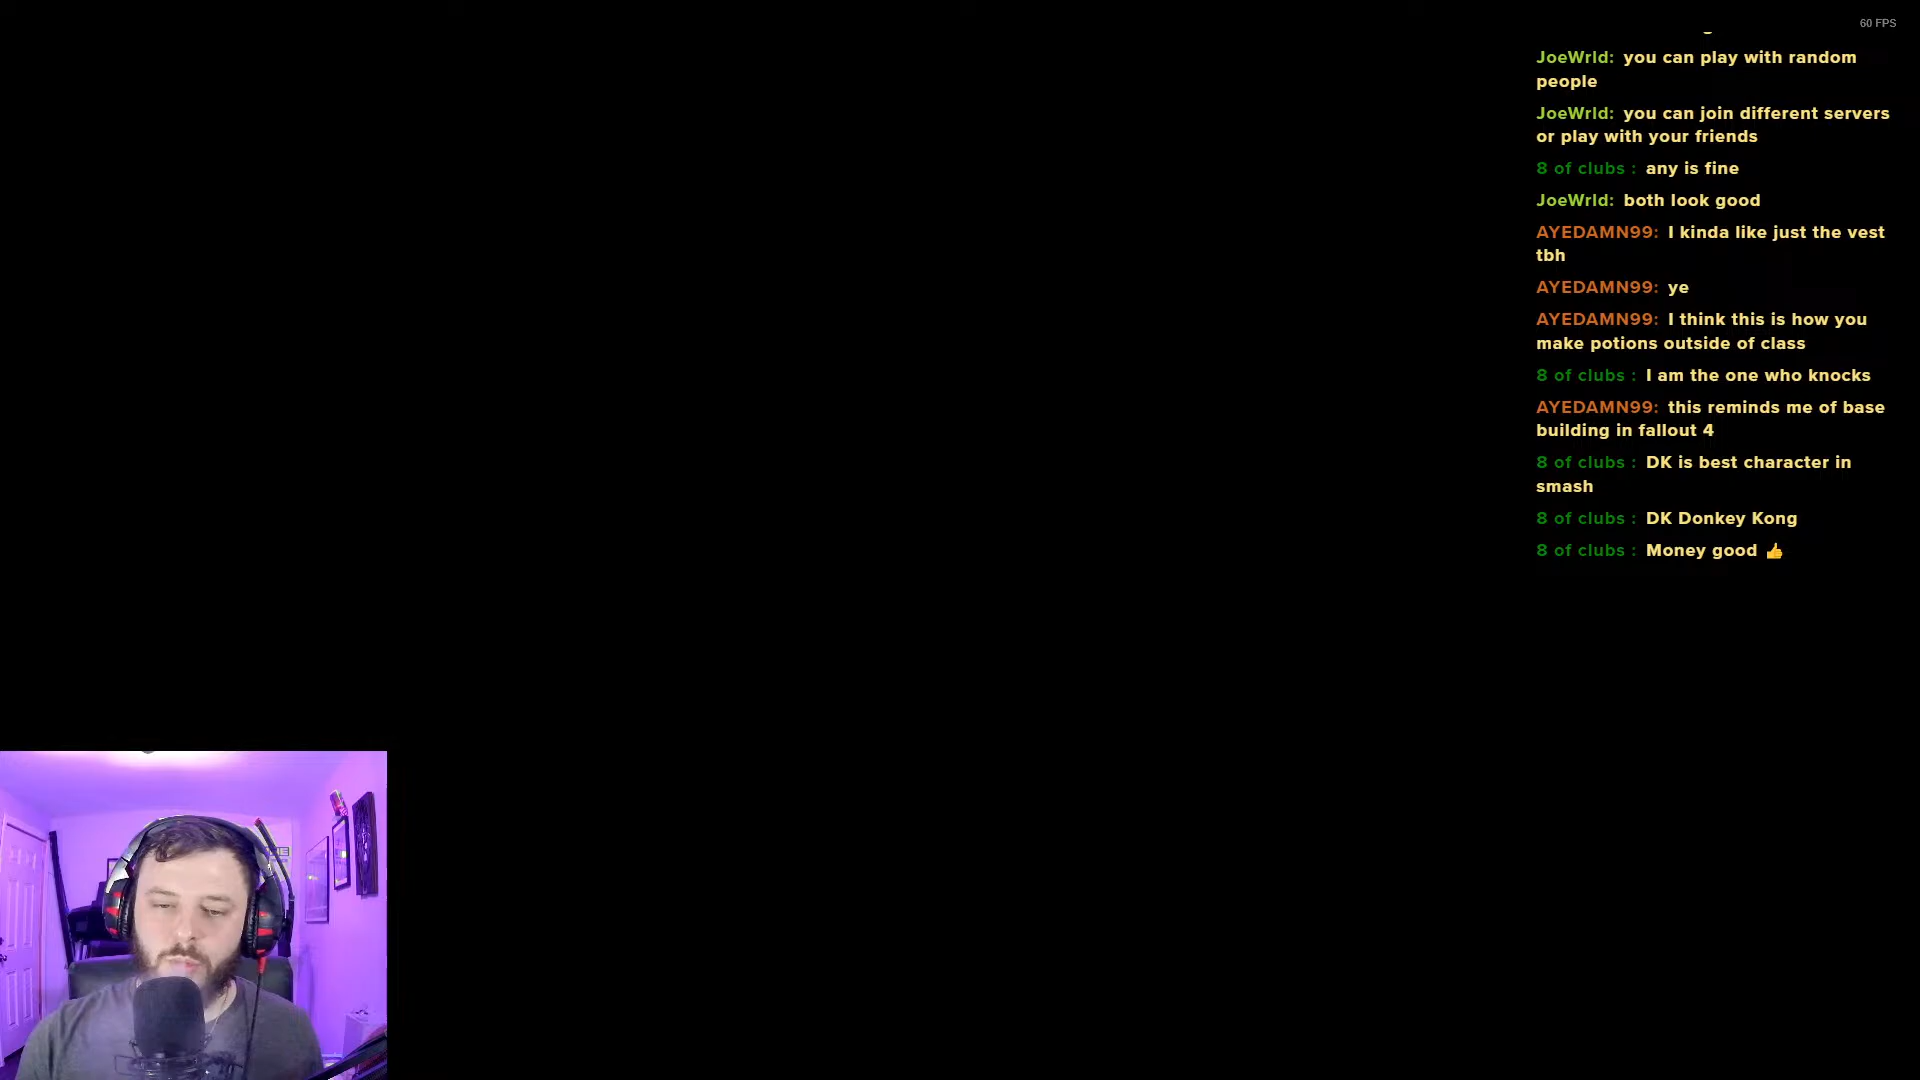 60 FPS
JoeWrld: you can play with random
people
JoeWrld: you can join different servers
or play with your friends
8 of clubs : any is fine
JoeWrld: both look good
AYEDAMN99: I kinda like just the vest
tbh
AYEDAMN99: ye
AYEDAMN99: I think this is how you
make potions outside of class
8 of clubs : I am the one who knocks
AYEDAMN99: this reminds me of base
building in fallout 4
8 of clubs : DK is best character in
smash
8 of clubs : DK Donkey Kong
8 of clubs : Money good 👍